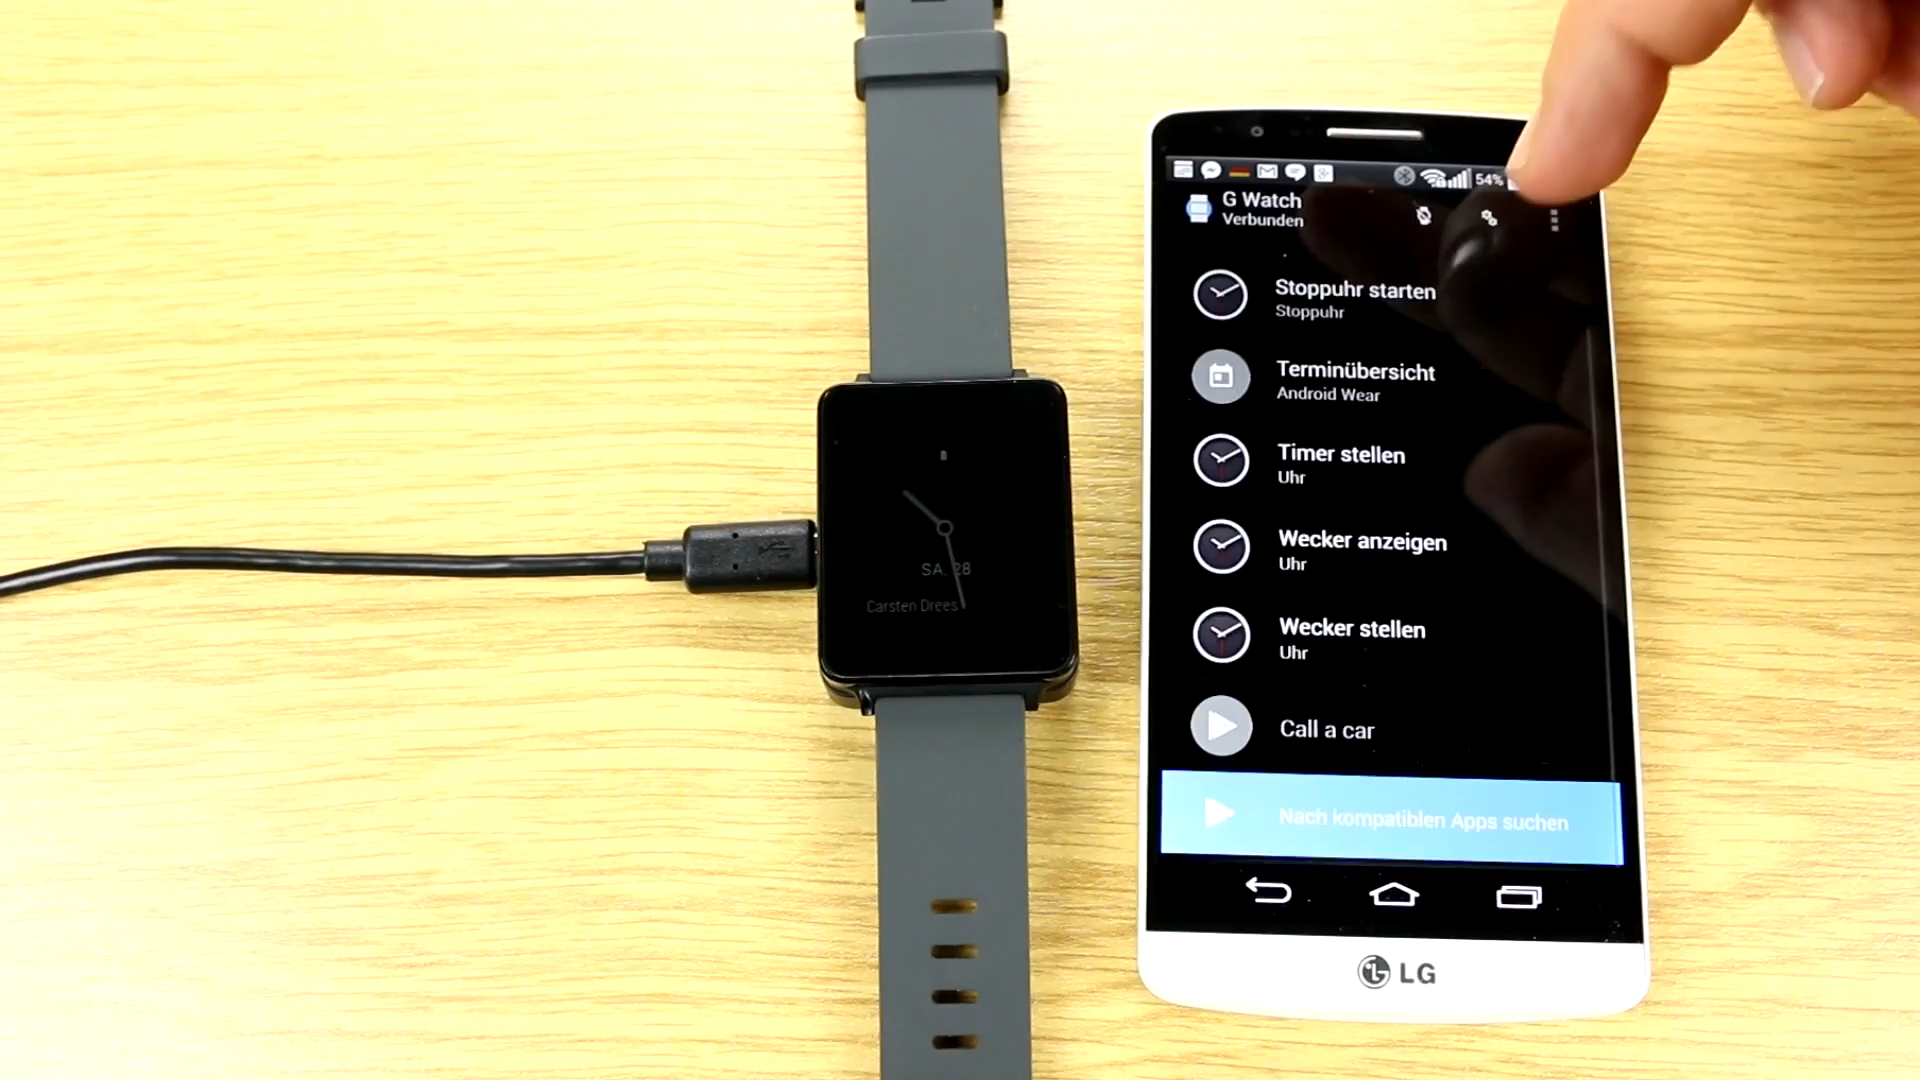 SA. 28
Carsten Drees
54%
G Watch
Verbunden
Stoppuhr starten
Stoppuhr
Terminübersicht
Android Wear
Timer stellen
Uhr
Wecker anzeigen
Uhr
Wecker stellen
Uhr
Call a car
Nach kompatiblen Apps suchen
LG